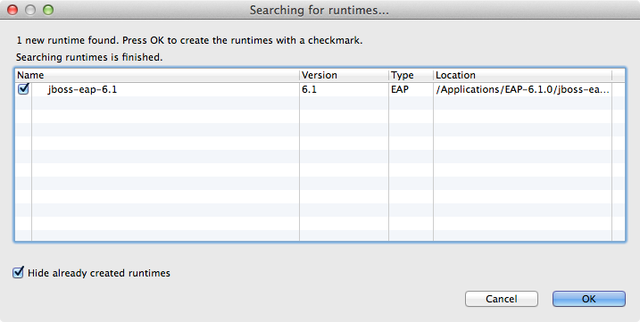 Searching for runtimes...
1 new runtime found. Press OK to create the runtimes with a checkmark.
Searching runtimes is finished.
Name Version Type Location
jboss-eap-6.1 6.1 EAP /Applications/EAP-6.1.0/jboss-ea...
Hide already created runtimes
Cancel OK